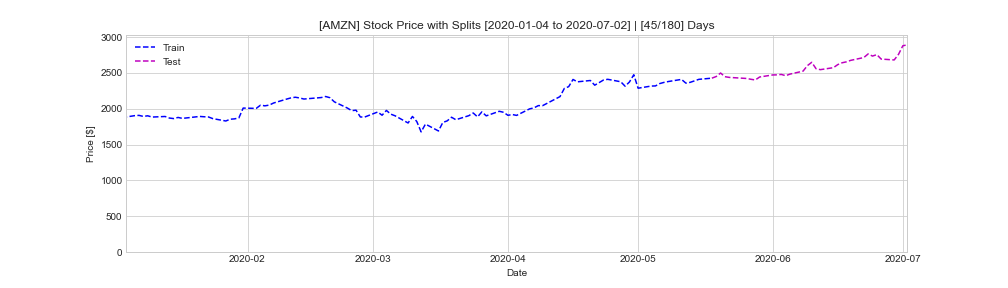 [AMZN] Stock Price with Splits [2020-01-04 to 2020-07-02] | [45/180] Days
Train
Test
Price [$]
3000
2500
2000
1500
1000
500
0
2020-02
2020-03
2020-04
2020-05
2020-06
2020-07
Date